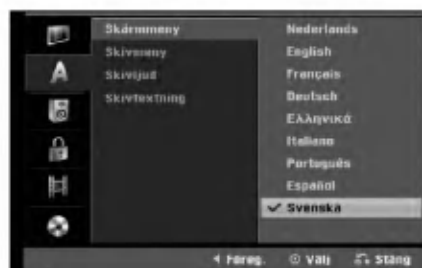 Skärmmeny
Skivmeny
Skivljud
Skivtextning
Nederlands
English
Français
Deutsch
Ελληνικά
Italiano
Português
Español
✓ Svenska
Föreg. Välj Stäng